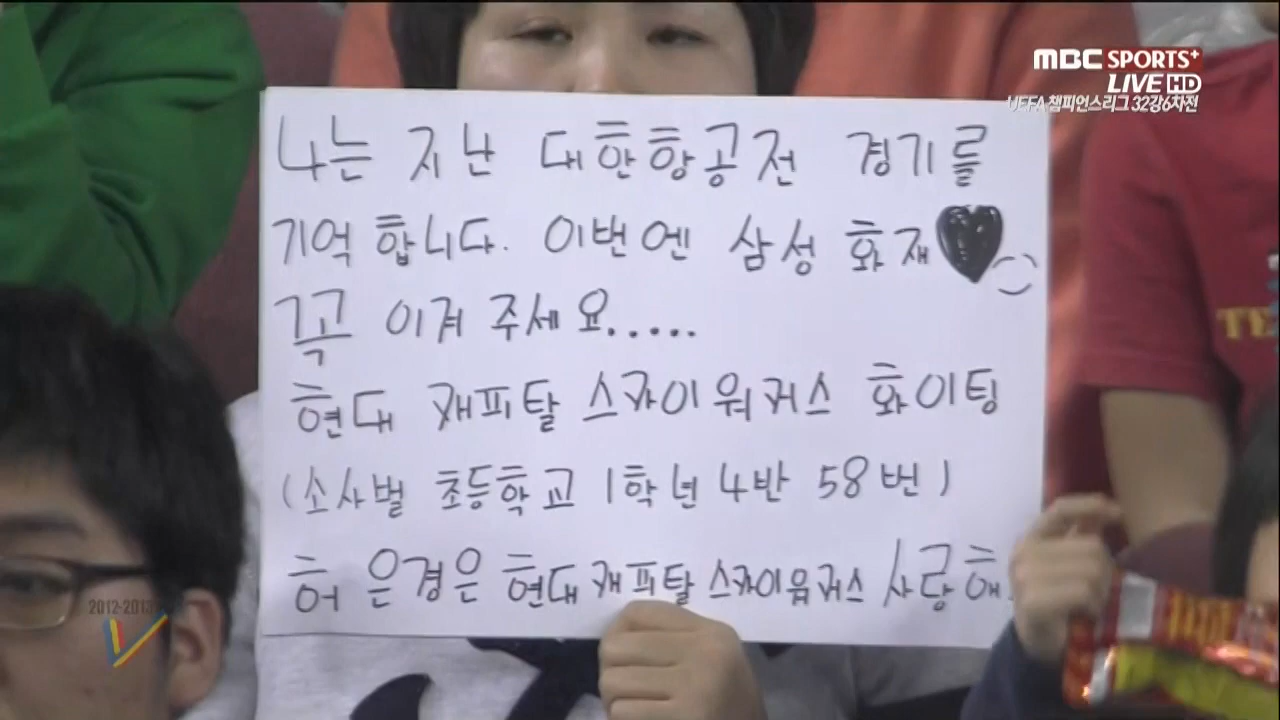 MBC SPORTS+
LIVE HD
UEFA 챔피언스리그 32강6차전
나는 지난 대한항공전 경기를
기억 합니다. 이번엔 삼성 화재♥
꼭 이겨 주세요.....
현대 캐피탈 스카이워커스 화이팅
(소사벌 초등학교 1학년 4반 58번)
허은경은 현대캐피탈 스카이워커스 사랑해
2012-2013
V
TE